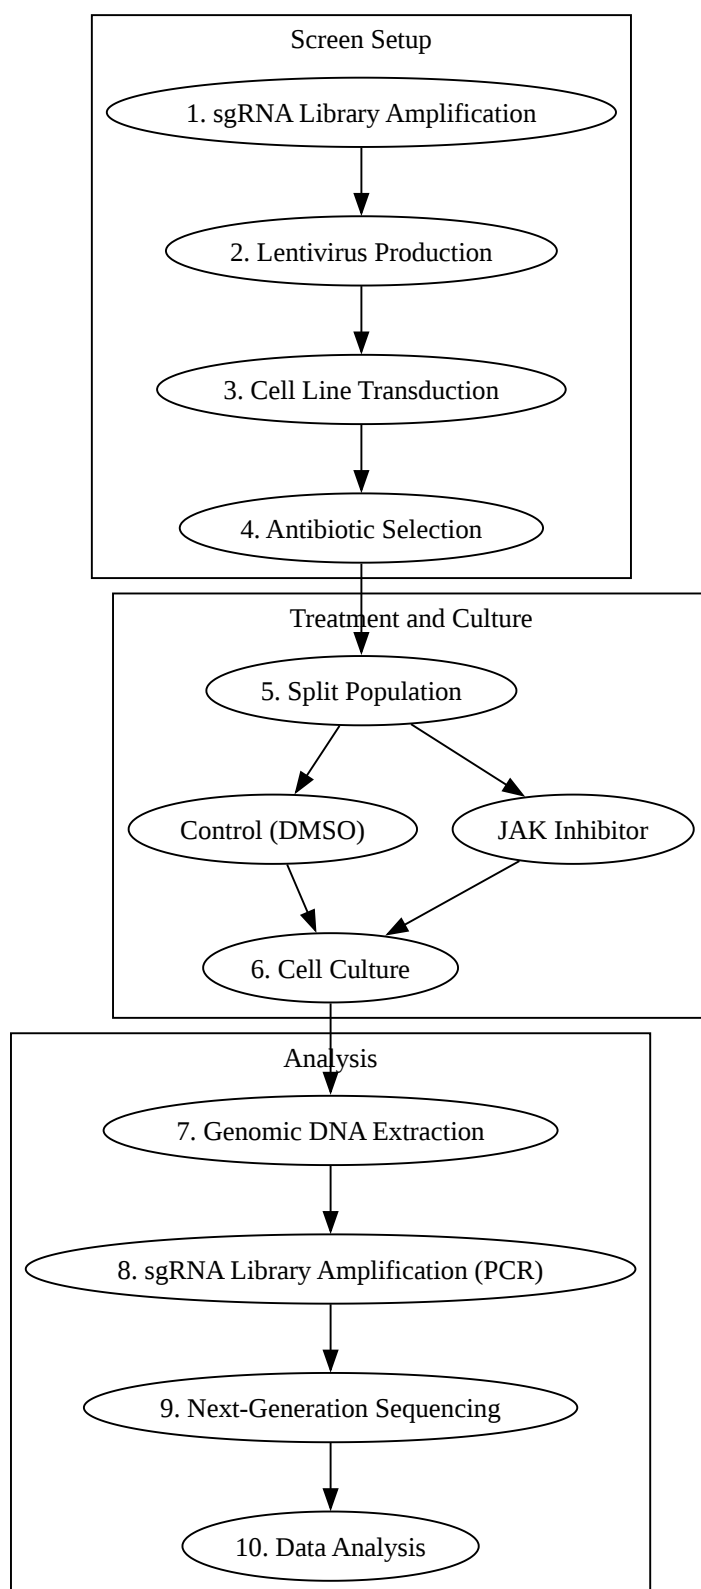 Screen Setup
1. sgRNA Library Amplification
2. Lentivirus Production
3. Cell Line Transduction
4. Antibiotic Selection
Treatment and Culture
5. Split Population
Control (DMSO)
JAK Inhibitor
6. Cell Culture
Analysis
7. Genomic DNA Extraction
8. sgRNA Library Amplification (PCR)
9. Next-Generation Sequencing
10. Data Analysis